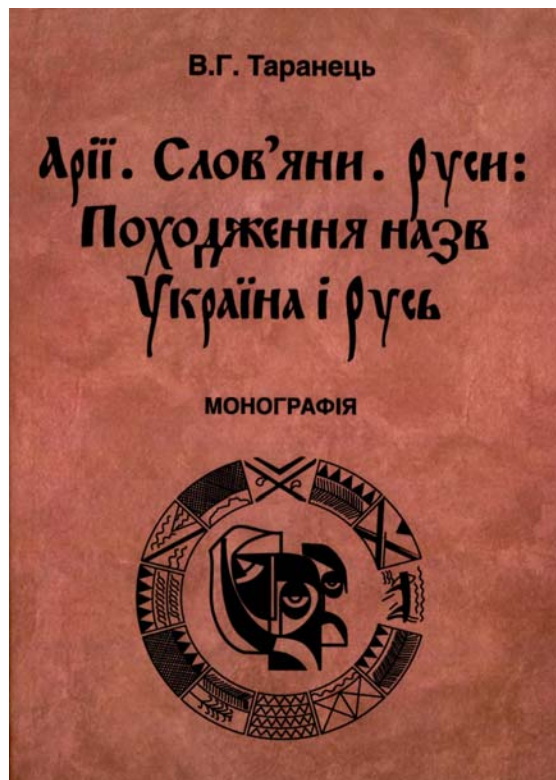 В.Г. Таранець
Арії. Слов'яни. Руси:
Походження назв
Україна і Русь
МОНОГРАФІЯ